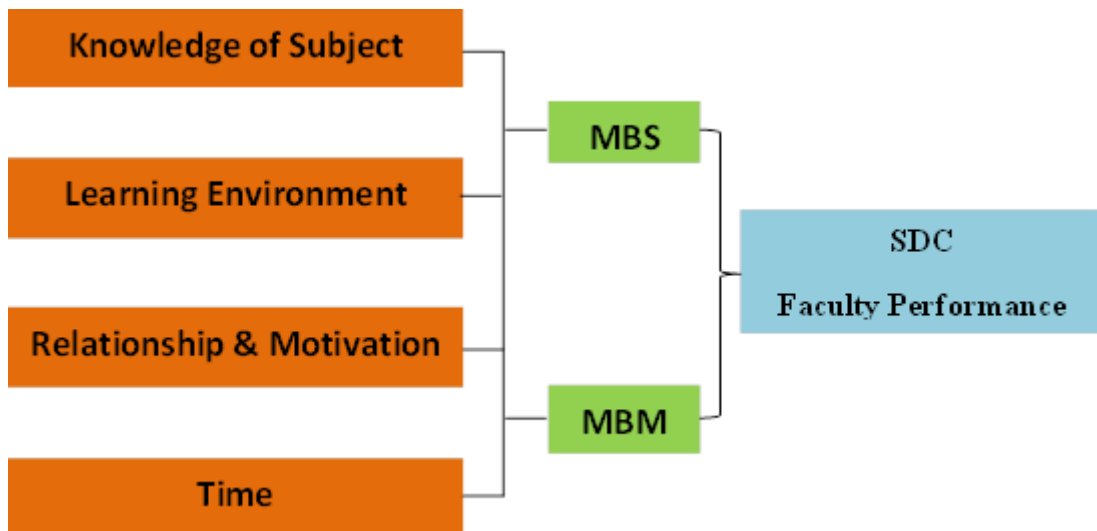 Knowledge of Subject
Learning Environment
Relationship & Motivation
Time
MBS
MBM
SDC
Faculty Performance